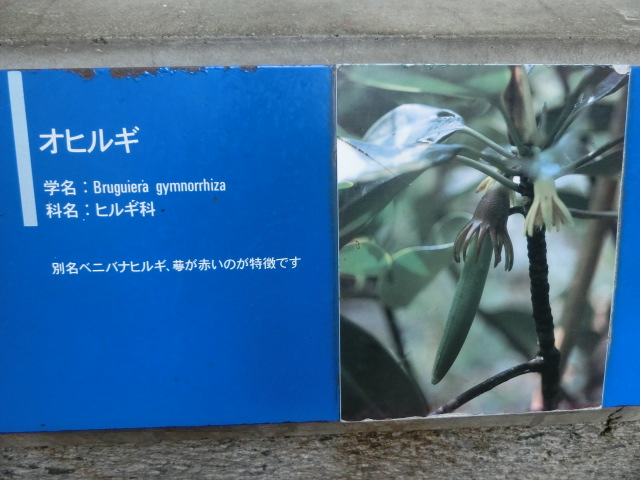 オヒルギ
学名：Bruguiera gymnorrhiza
科名：ヒルギ科
別名ベニバナヒルギ、萼が赤いのが特徴です